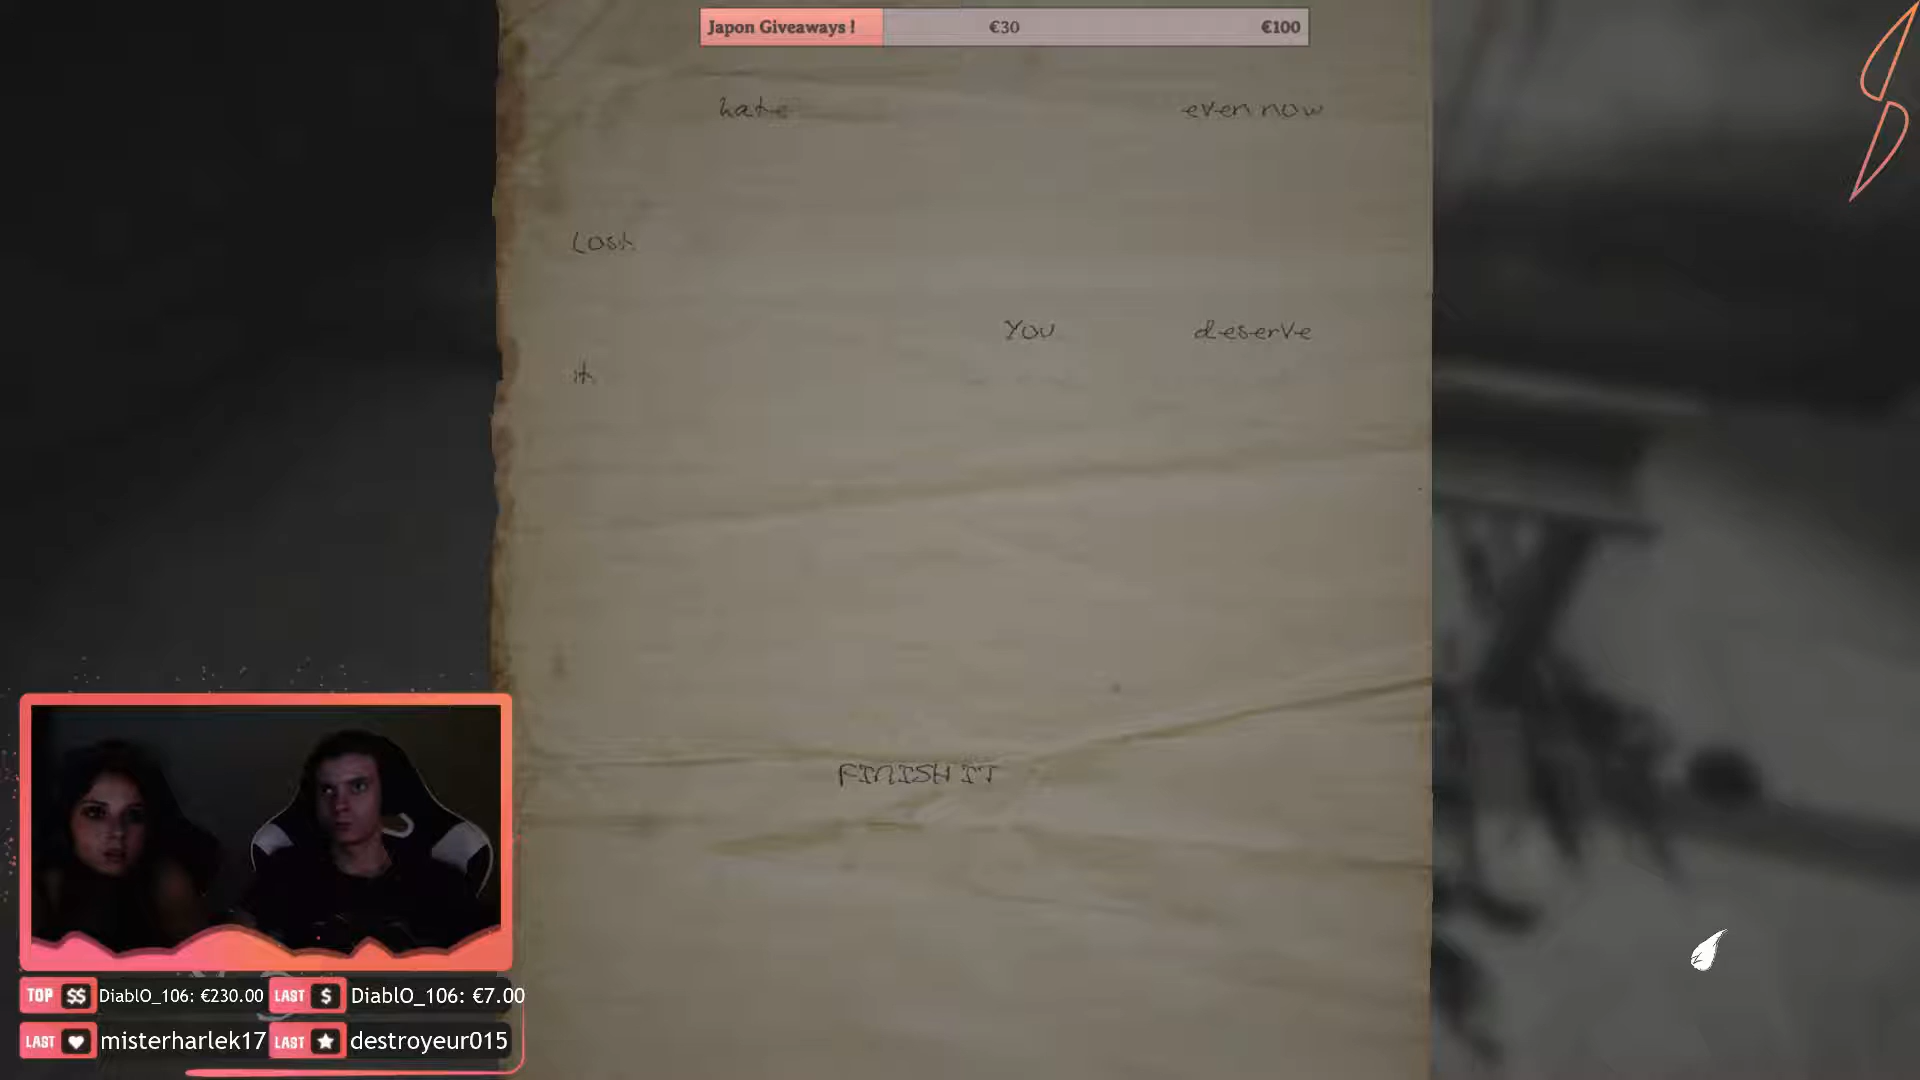 Japon Giveaways ! €30 €100
hate even now
Lost
You deserve
it
FINISH IT
TOP $$ DiablO_106: €230.00 LAST $ DiablO_106: €7.00
LAST misterharlek17 LAST destroyeur015